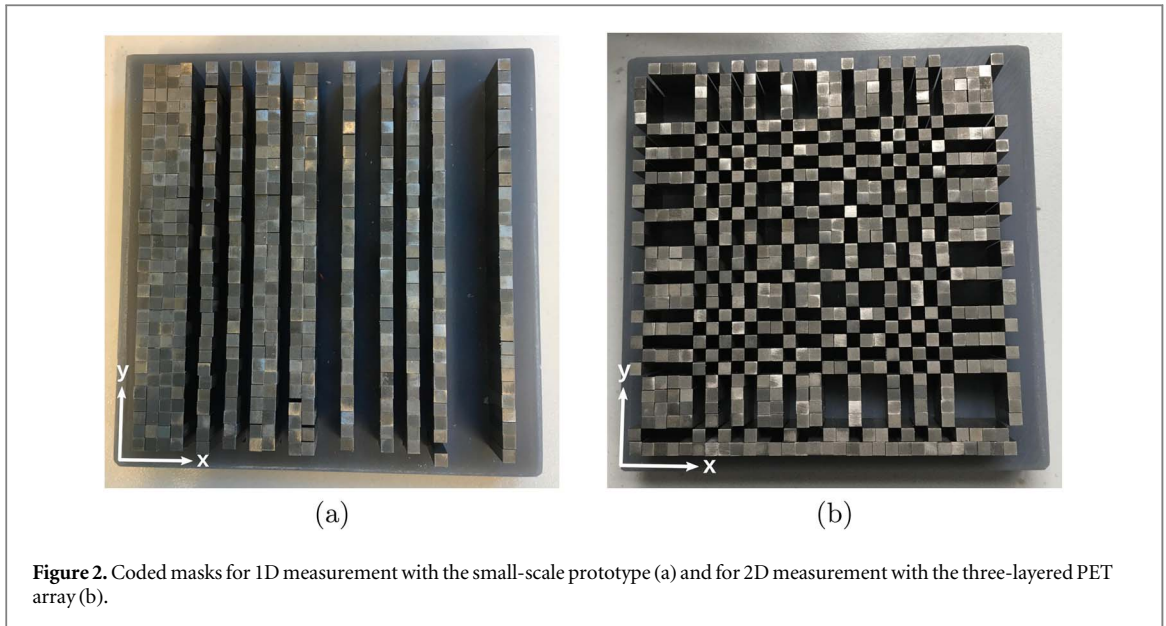 y
x
(a)
y
x
(b)
Figure 2. Coded masks for 1D measurement with the small-scale prototype (a) and for 2D measurement with the three-layered PET
array (b).